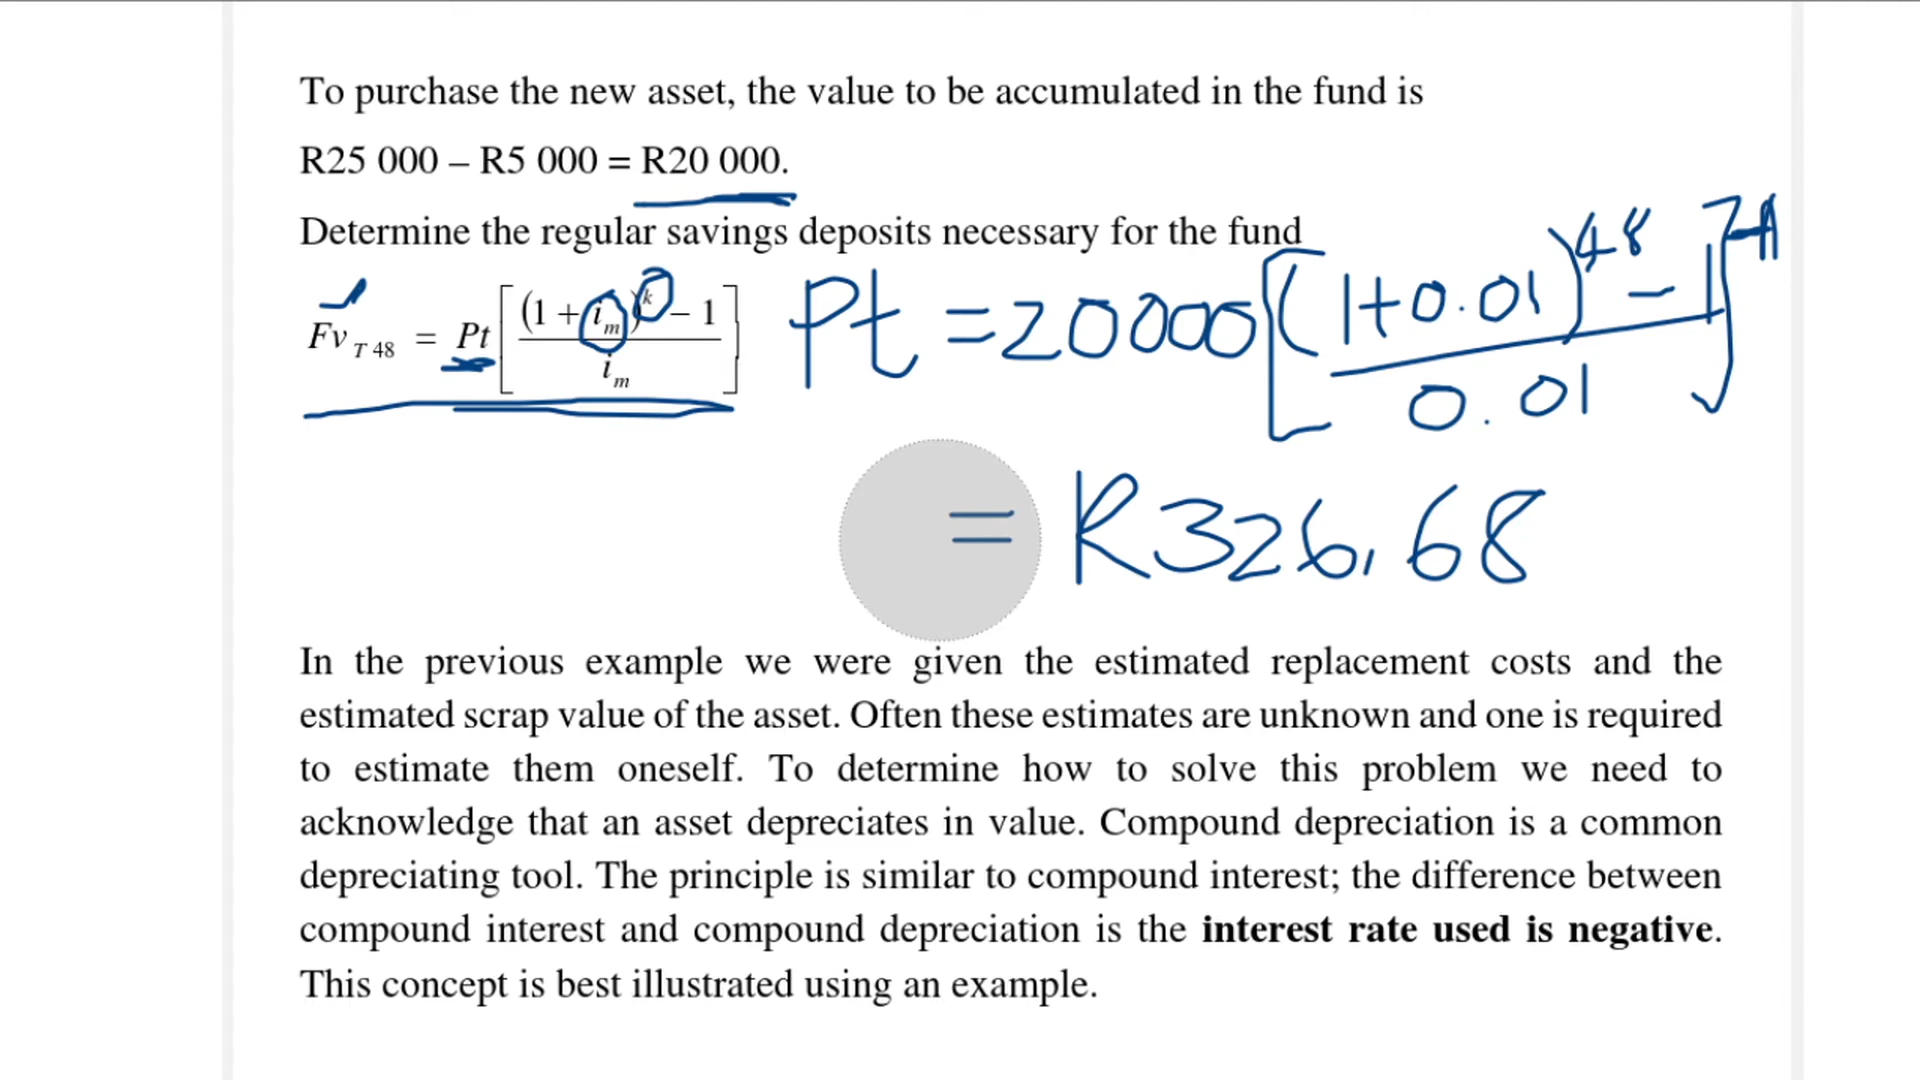 To purchase the new asset, the value to be accumulated in the fund is
R25 000 – R5 000 = R20 000.
Determine the regular savings deposits necessary for the fund
Fv T 48 = Pt [ (1 + i m ) k – 1 / i m ]
Pt = 20000 [ (1+0.01)^48 – 1 / 0.01 ]
= R326,68
In the previous example we were given the estimated replacement costs and the
estimated scrap value of the asset. Often these estimates are unknown and one is required
to estimate them oneself. To determine how to solve this problem we need to
acknowledge that an asset depreciates in value. Compound depreciation is a common
depreciating tool. The principle is similar to compound interest; the difference between
compound interest and compound depreciation is the interest rate used is negative.
This concept is best illustrated using an example.